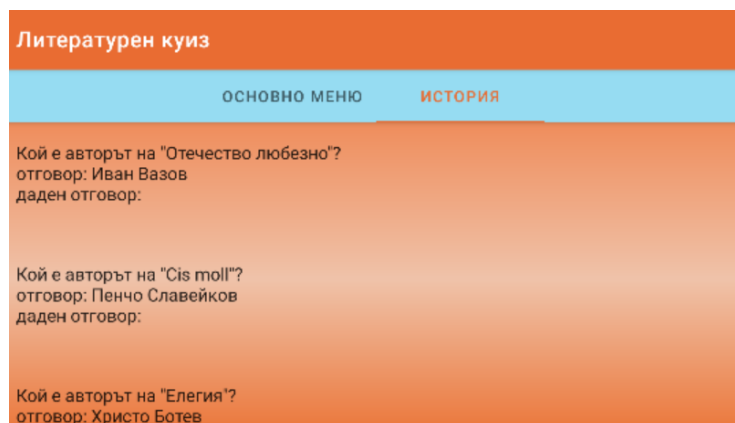 Литературен куиз
ОСНОВНО МЕНЮ ИСТОРИЯ
Кой е авторът на "Отечество любезно"?
отговор: Иван Вазов
даден отговор:
Кой е авторът на "Cis moll"?
отговор: Пенчо Славейков
даден отговор:
Кой е авторът на "Елегия"?
отговор: Христо Ботев